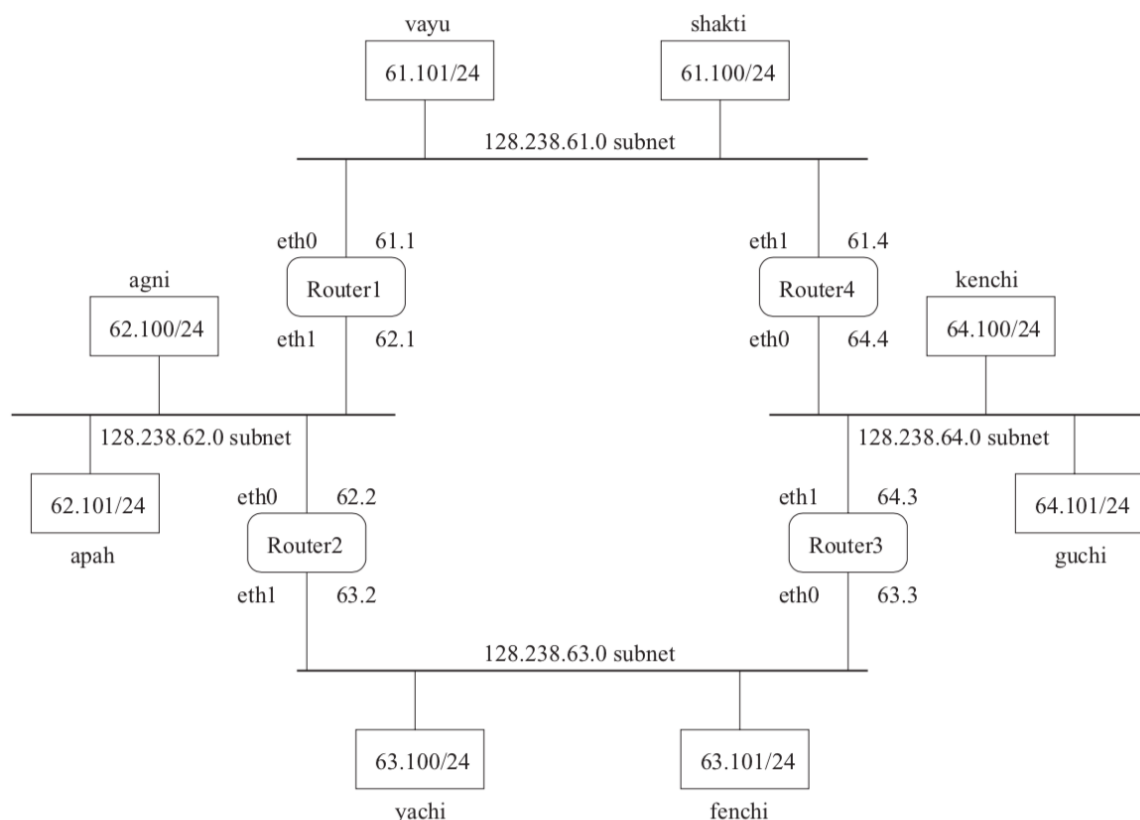 vayu
shakti
61.101/24
61.100/24
128.238.61.0 subnet
eth0
61.1
eth1
61.4
agni
Router1
Router4
kenchi
62.100/24
eth1
62.1
eth0
64.4
64.100/24
128.238.62.0 subnet
128.238.64.0 subnet
62.101/24
eth0
62.2
eth1
64.3
64.101/24
apah
Router2
Router3
guchi
eth1
63.2
eth0
63.3
128.238.63.0 subnet
63.100/24
63.101/24
yachi
fenchi